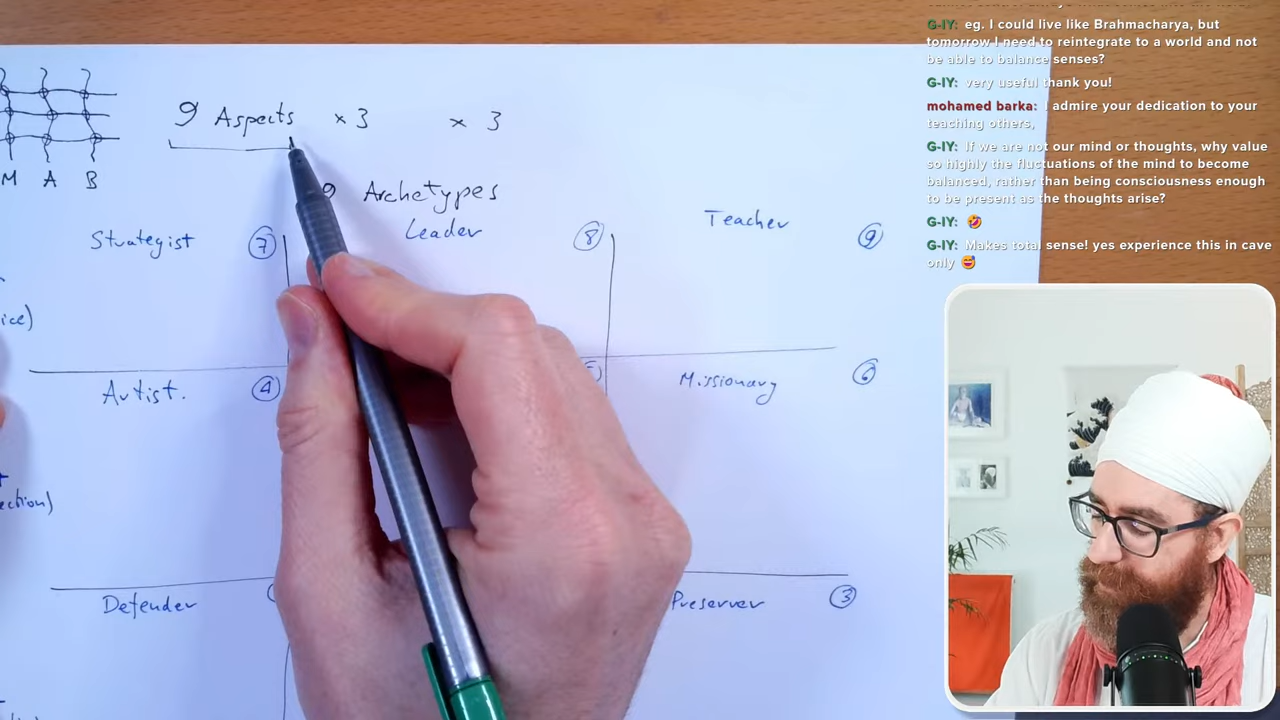 G-IY: eg. I could live like Brahmacharya, but
tomorrow I need to reintegrate to a world and not
be able to balance senses?
G-IY: very useful thank you!
mohamed barka: I admire your dedication to your
teaching others,
G-IY: If we are not our mind or thoughts, why value
so highly the fluctuations of the mind to become
balanced, rather than being consciousness enough
to be present as the thoughts arise?
G-IY: 🤣
G-IY: Makes total sense! yes experience this in cave
only 😅
9 Aspects × 3 × 3
M A B
9 Archetypes
Strategist 7
Leader 8
Teacher 9
ice)
Artist. 4
Missionary 6
ection)
Defender
Preserver 3